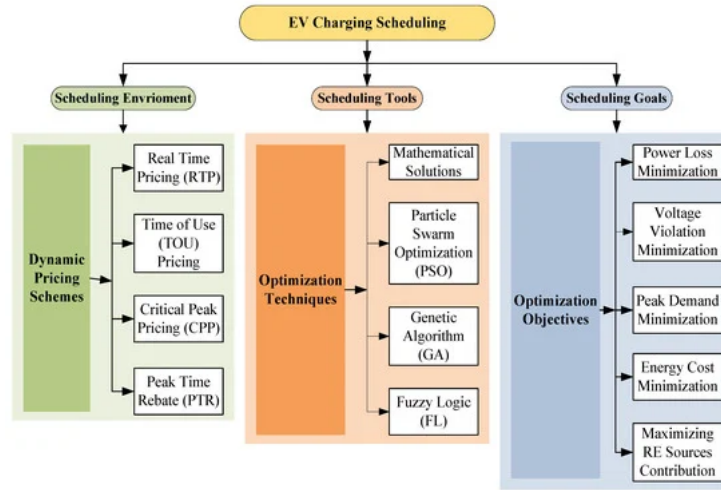 EV Charging Scheduling
Scheduling Envrioment
Scheduling Tools
Scheduling Goals
Dynamic
Pricing
Schemes
Real Time
Pricing (RTP)
Time of Use
(TOU)
Pricing
Critical Peak
Pricing (CPP)
Peak Time
Rebate (PTR)
Optimization
Techniques
Mathematical
Solutions
Particle
Swarm
Optimization
(PSO)
Genetic
Algorithm
(GA)
Fuzzy Logic
(FL)
Optimization
Objectives
Power Loss
Minimization
Voltage
Violation
Minimization
Peak Demand
Minimization
Energy Cost
Minimization
Maximizing
RE Sources
Contribution